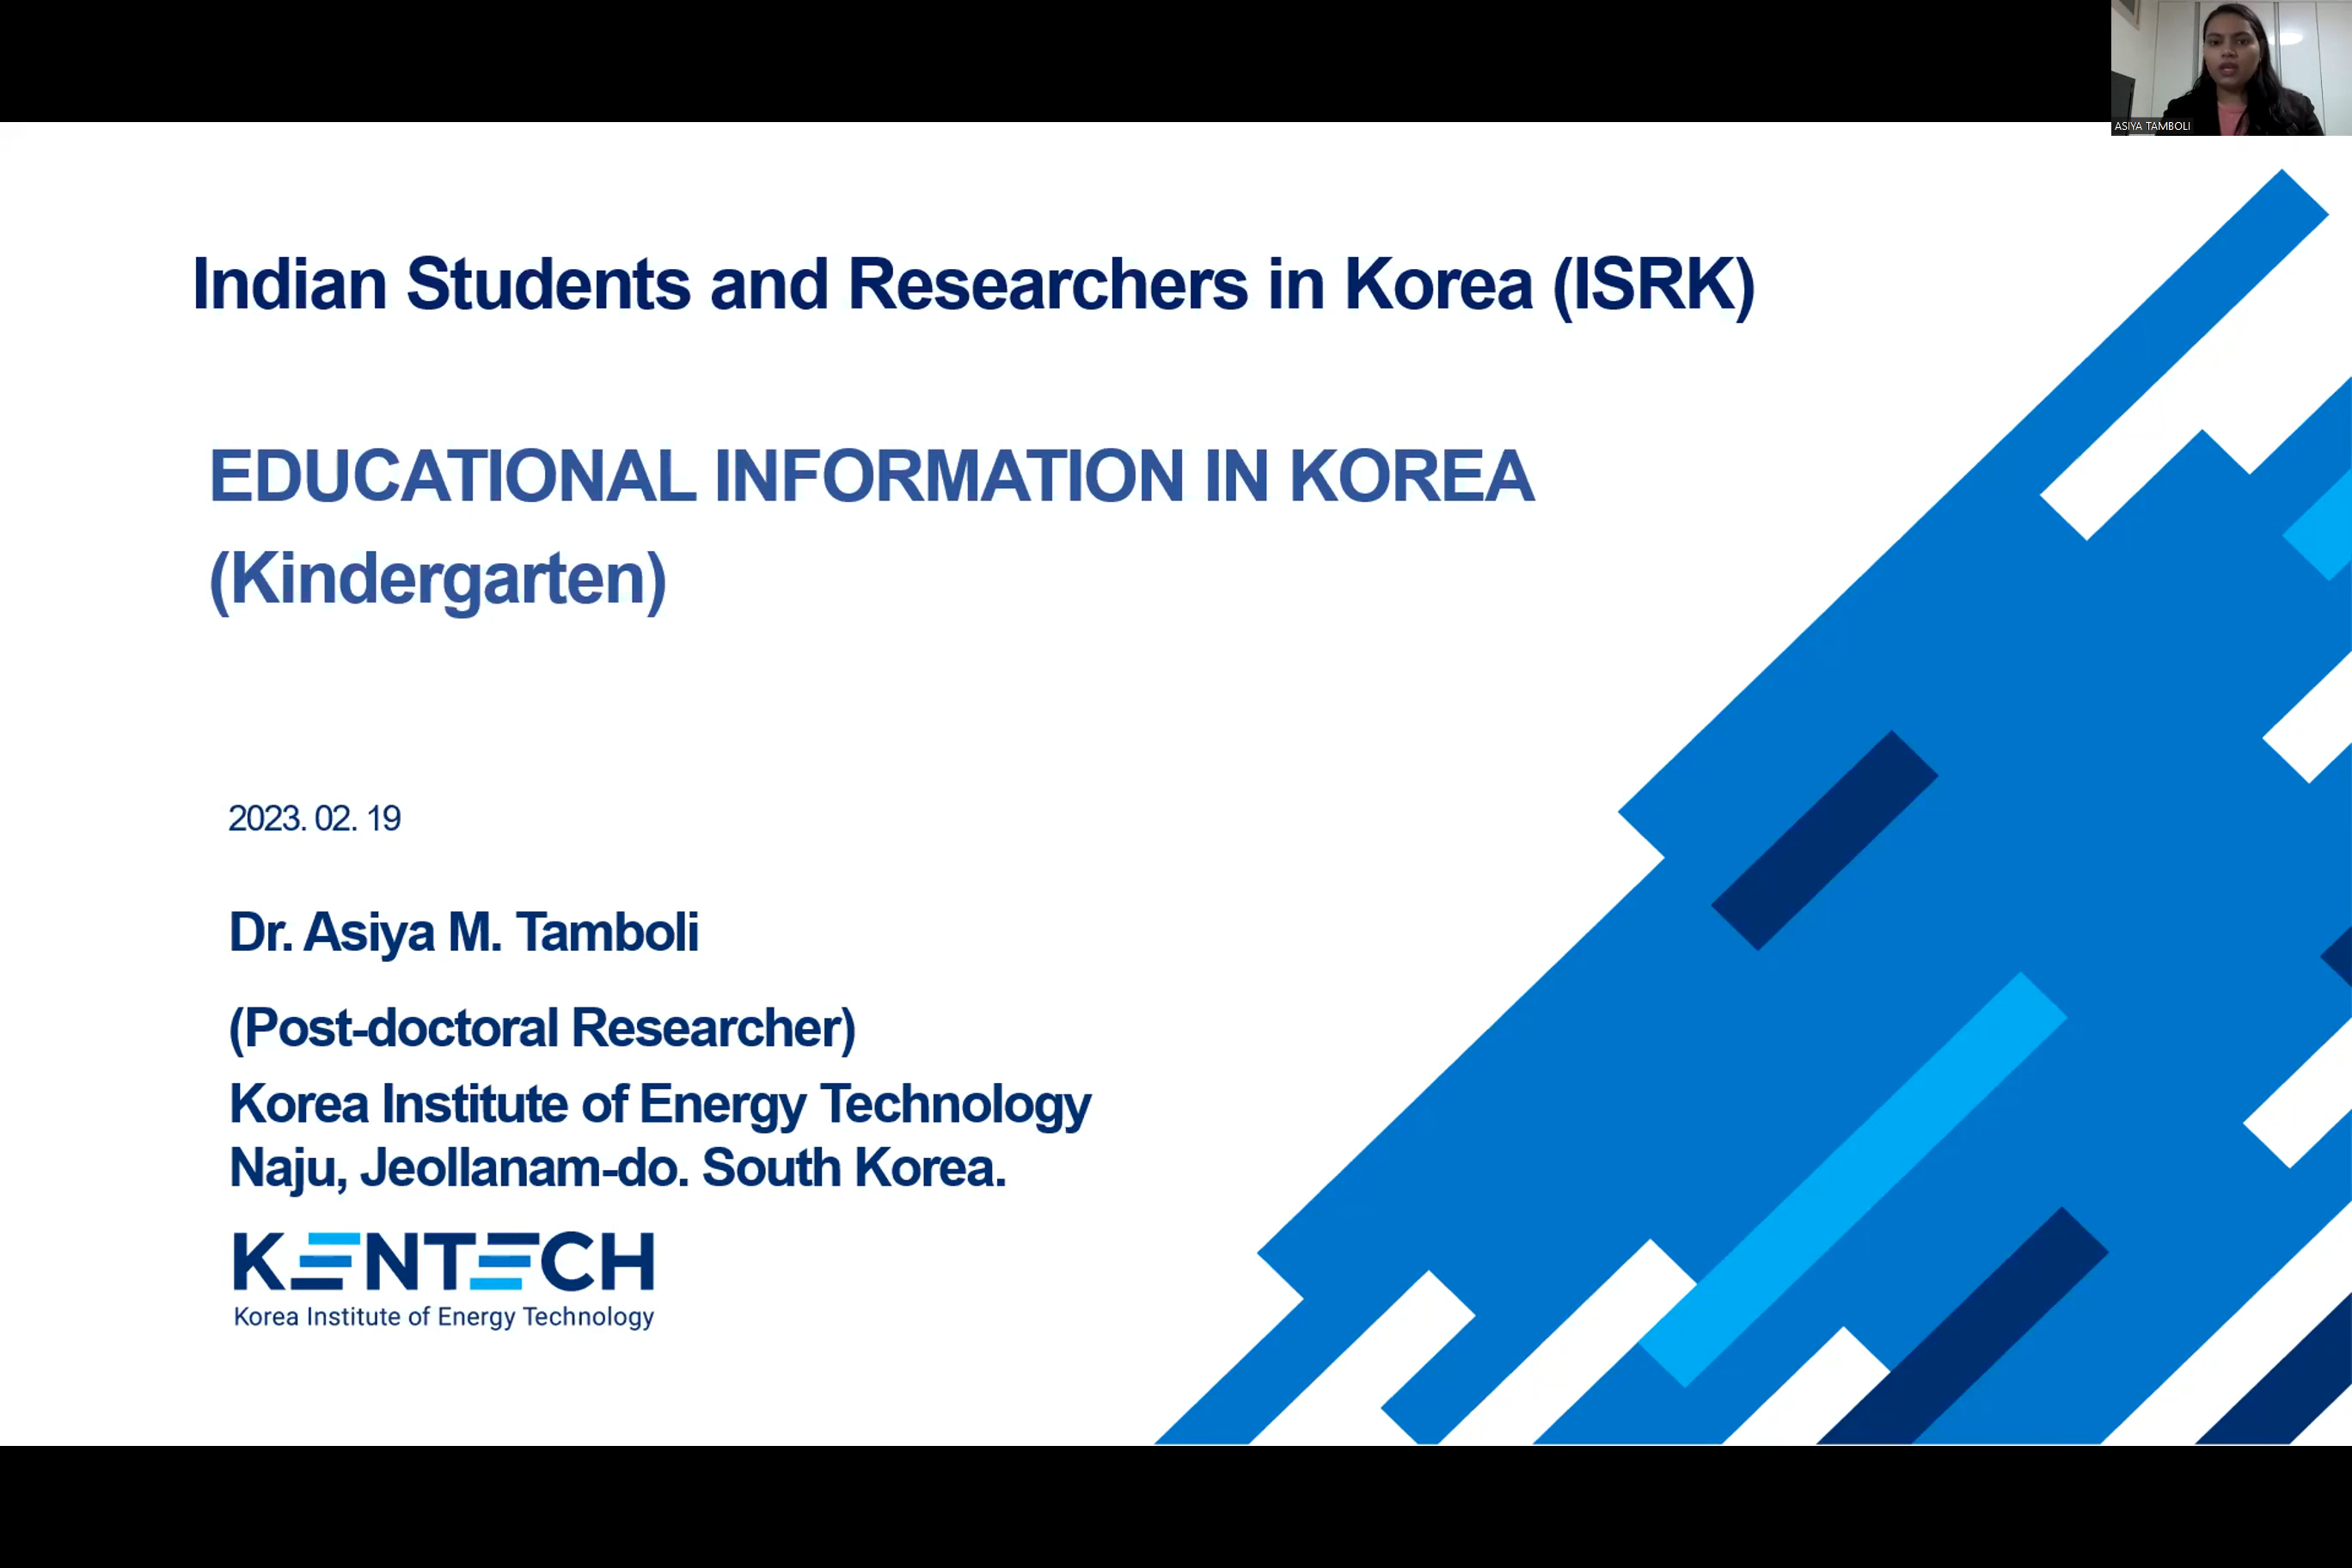 ASIYA TAMBOLI
Indian Students and Researchers in Korea (ISRK)
EDUCATIONAL INFORMATION IN KOREA
(Kindergarten)
2023. 02. 19
Dr. Asiya M. Tamboli
(Post-doctoral Researcher)
Korea Institute of Energy Technology
Naju, Jeollanam-do. South Korea.
KENTECH
Korea Institute of Energy Technology